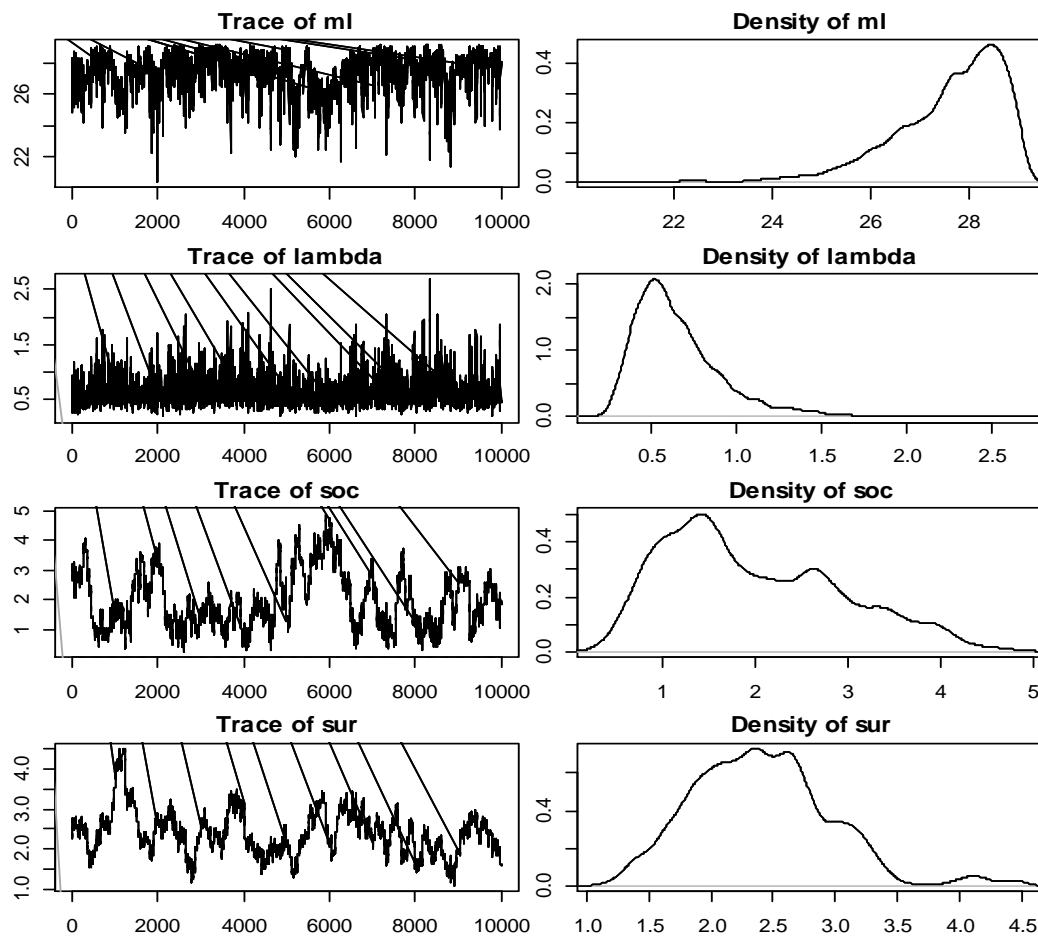 Trace of ml
Density of ml
22 26
0.0 0.2 0.4
0 2000 4000 6000 8000 10000
22 24 26 28
Trace of lambda
Density of lambda
0.5 1.5 2.5
0.0 1.0 2.0
0 2000 4000 6000 8000 10000
0.5 1.0 1.5 2.0 2.5
Trace of soc
Density of soc
1 2 3 4 5
0.0 0.2 0.4
0 2000 4000 6000 8000 10000
1 2 3 4 5
Trace of sur
Density of sur
1.0 2.0 3.0 4.0
0.0 0.4
0 2000 4000 6000 8000 10000
1.0 1.5 2.0 2.5 3.0 3.5 4.0 4.5